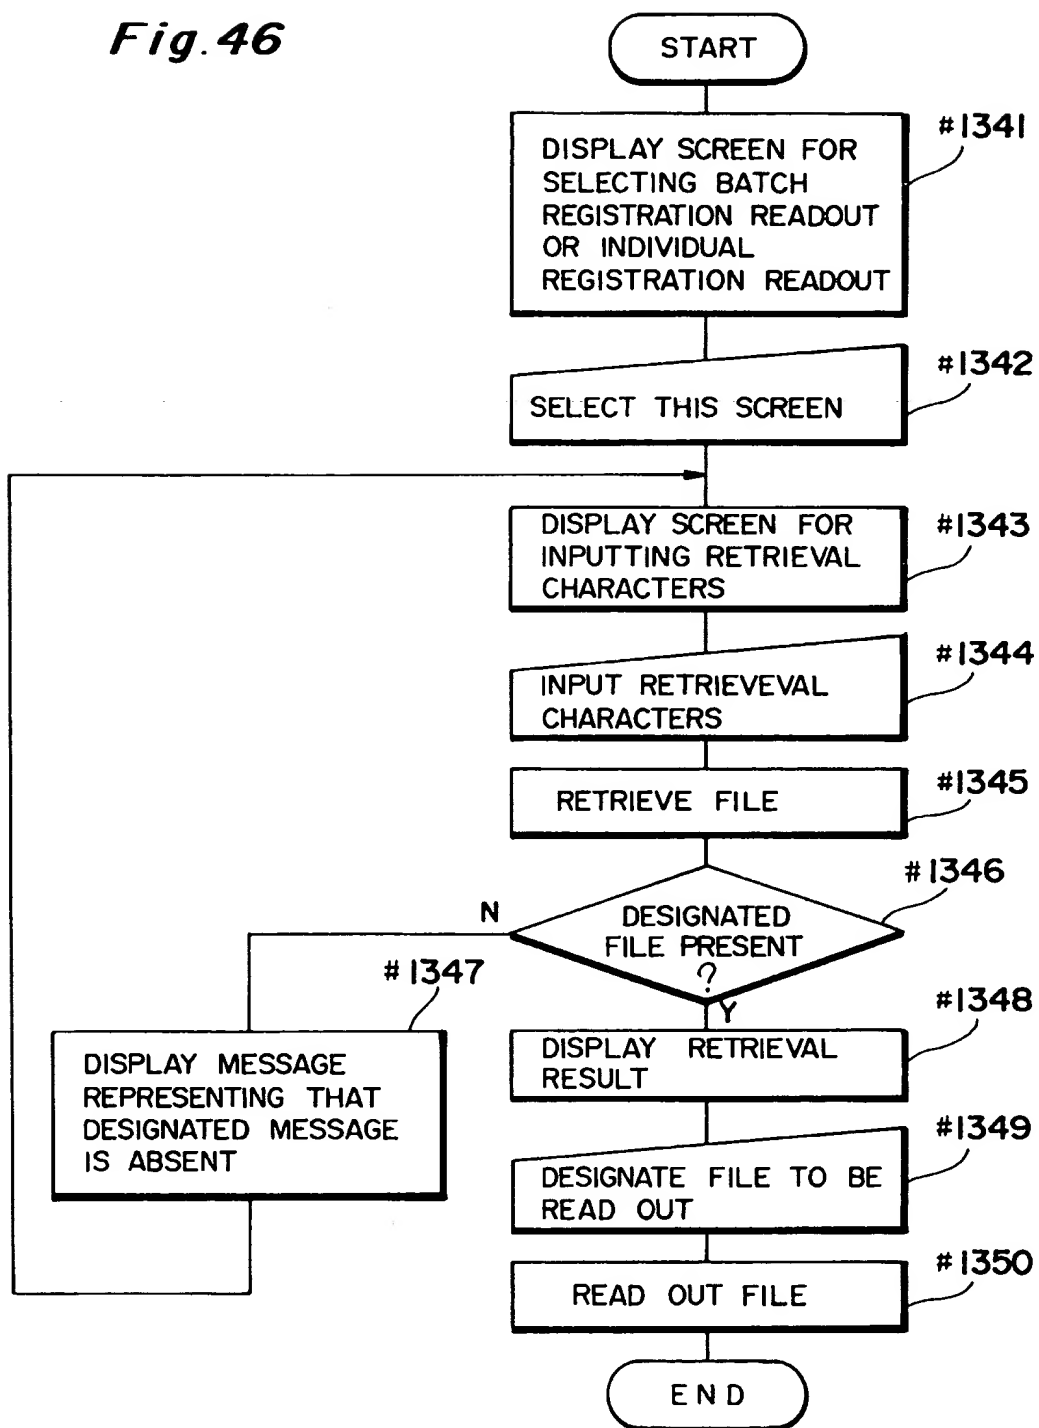 Fig. 46
START
#1341
DISPLAY SCREEN FOR
SELECTING BATCH
REGISTRATION READOUT
OR INDIVIDUAL
REGISTRATION READOUT
#1342
SELECT THIS SCREEN
#1343
DISPLAY SCREEN FOR
INPUTTING RETRIEVAL
CHARACTERS
#1344
INPUT RETRIEVEVAL
CHARACTERS
#1345
RETRIEVE FILE
#1346
DESIGNATED
FILE PRESENT
?
N
Y
#1347
DISPLAY MESSAGE
REPRESENTING THAT
DESIGNATED MESSAGE
IS ABSENT
#1348
DISPLAY RETRIEVAL
RESULT
#1349
DESIGNATE FILE TO BE
READ OUT
#1350
READ OUT FILE
END